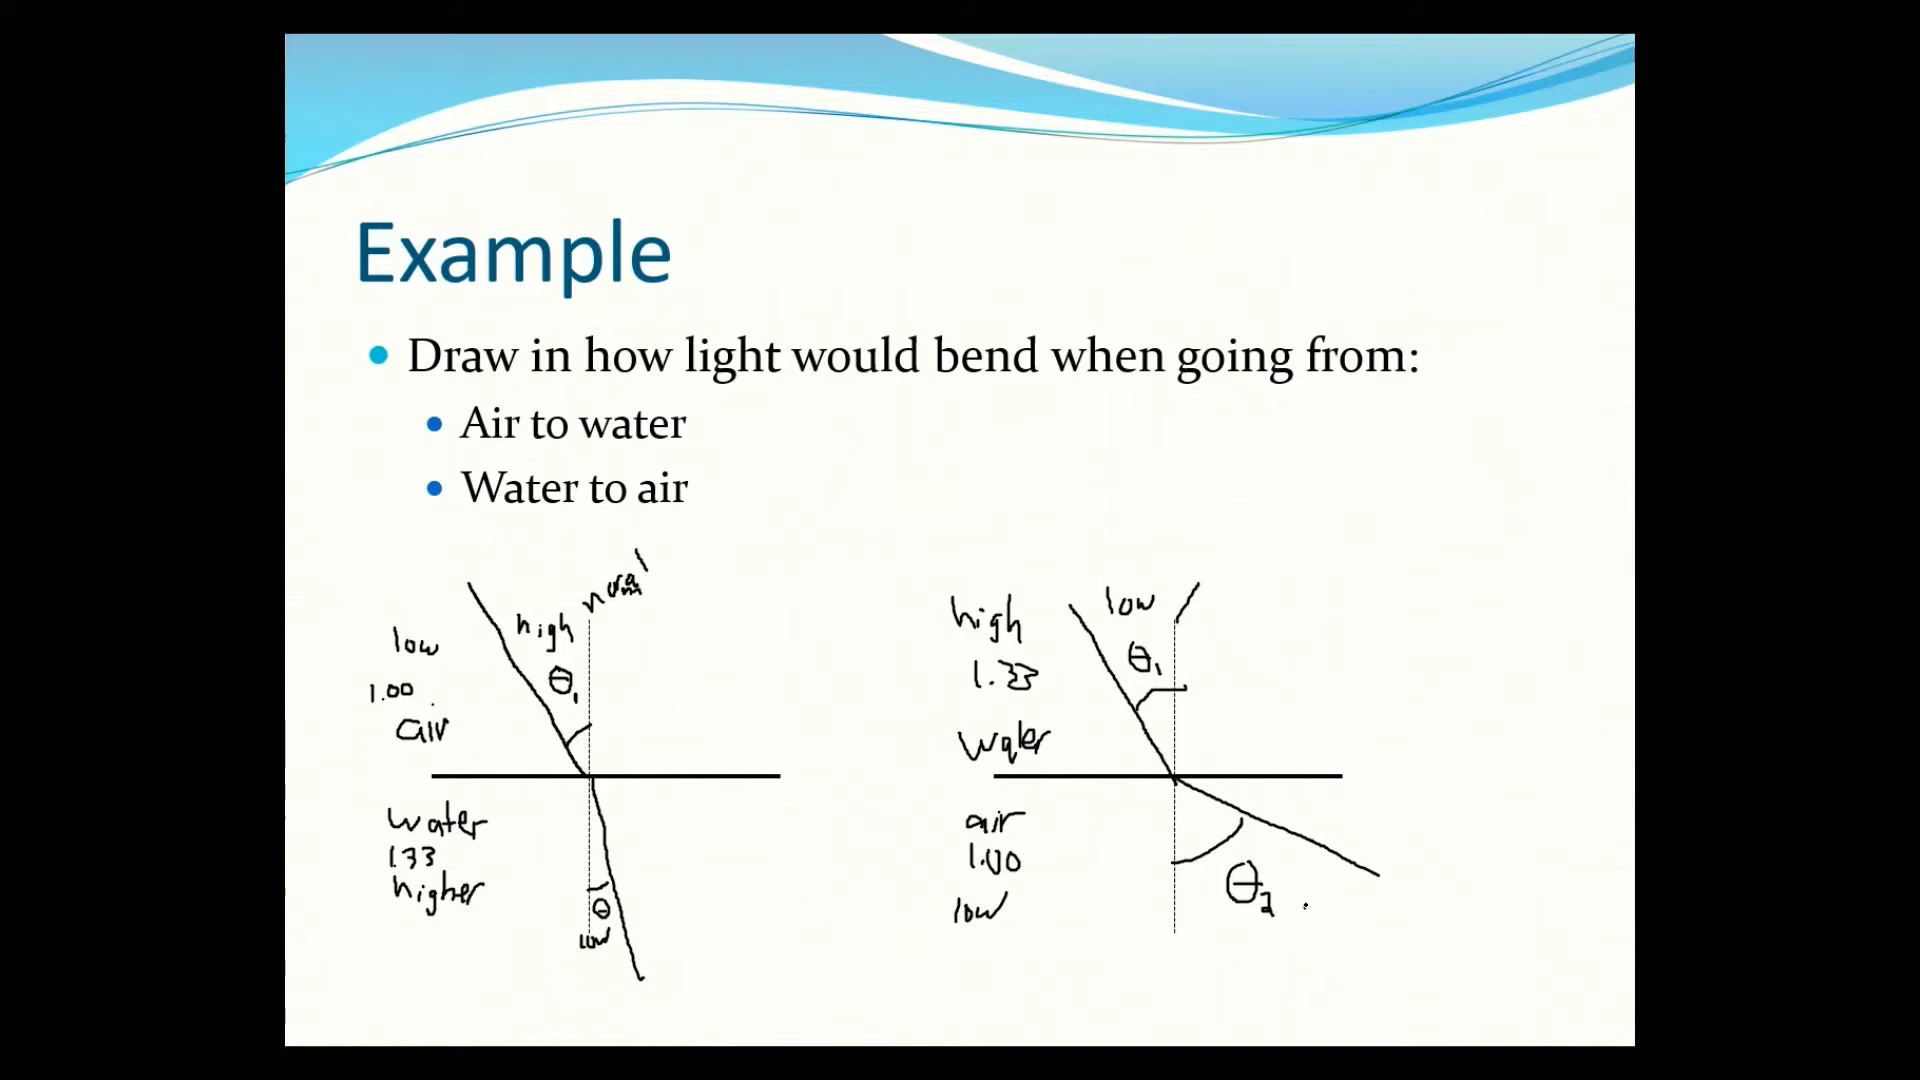 Example
Draw in how light would bend when going from:
Air to water
Water to air
normal
high
θ₁
low
1.00
air
water
1.33
higher
θ
low
low
high
θ₁
1.33
water
air
1.00
low
θ₂